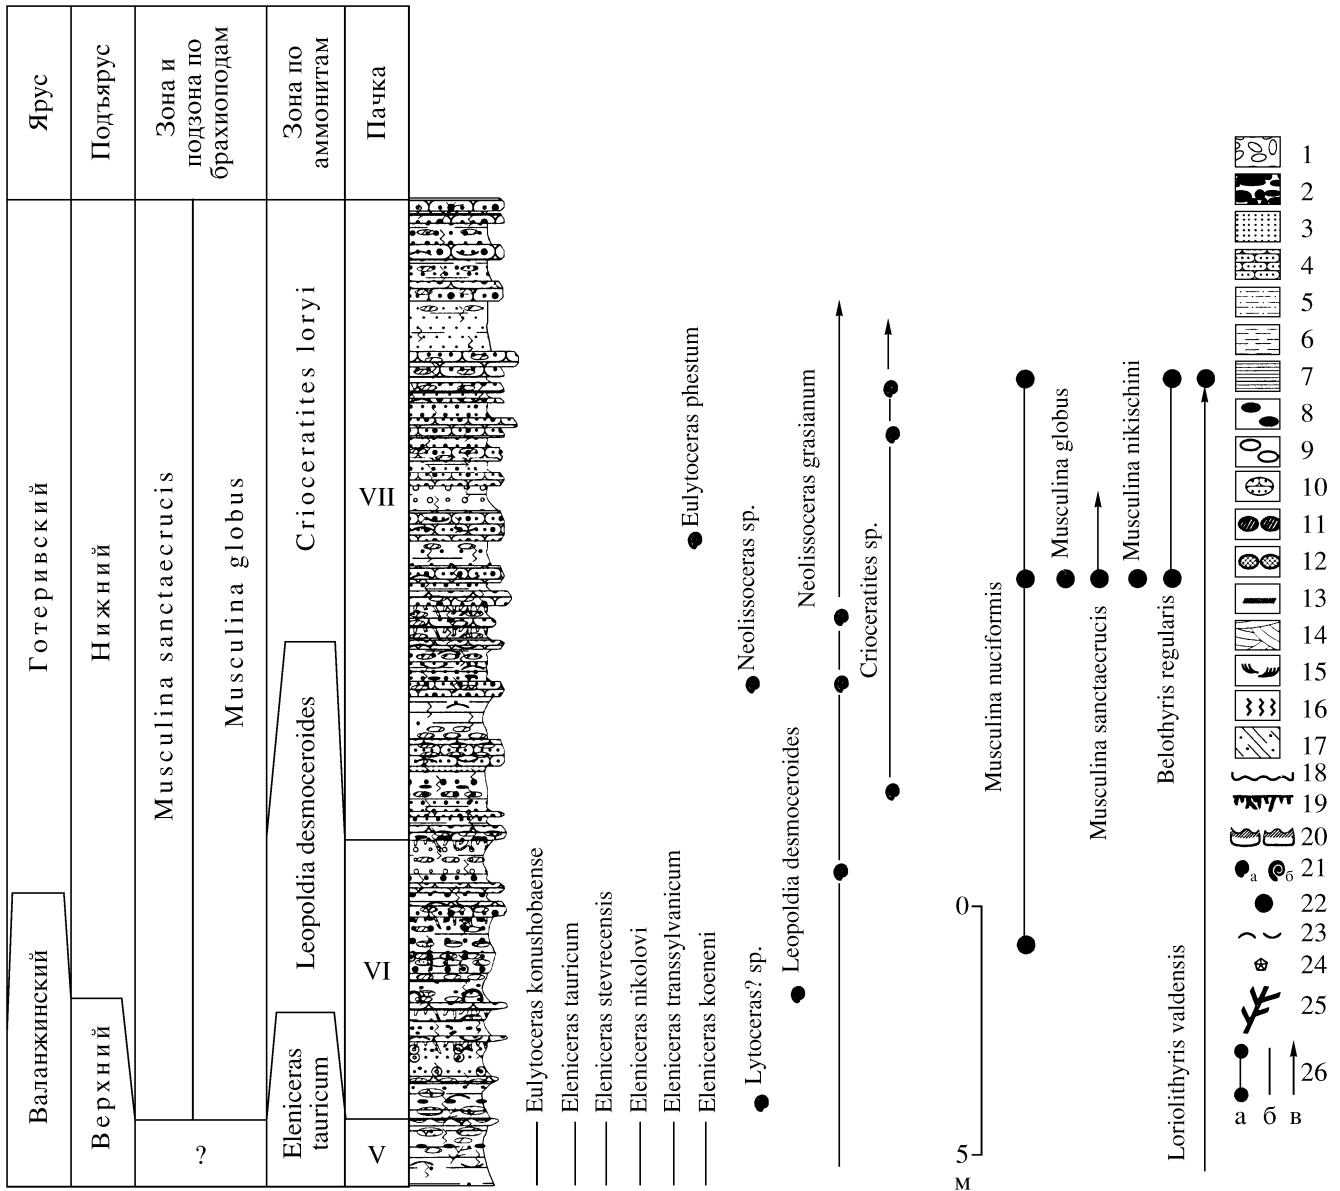 Ярус
Подъярус
Зона и
подзона по
брахиоподам
Зона по
аммонитам
Пачка
Готеривский
Валанжинский
Нижний
Верхний
Musculina sanctaecrucis
Musculina globus
?
Crioceratites loryi
Leopoldia desmoceroides
Eleniceras
tauricum
VII
VI
V
Eulytoceras konushobaense
Eleniceras tauricum
Eleniceras stevrecensis
Eleniceras nikolovi
Eleniceras transsylvanicum
Eleniceras koeneni
Eulytoceras phestum
Neolissoceras sp.
Lytoceras? sp.
Leopoldia desmoceroides
Neolissoceras grasianum
Crioceratites sp.
0
5
м
Musculina nuciformis
Musculina globus
Musculina sanctaecrucis
Musculina nikischini
Belothyris regularis
Loriolithyris valdensis
1
2
3
4
5
6
7
8
9
10
11
12
13
14
15
16
17
18
19
20
а б 21
22
23
24
25
26
а б в